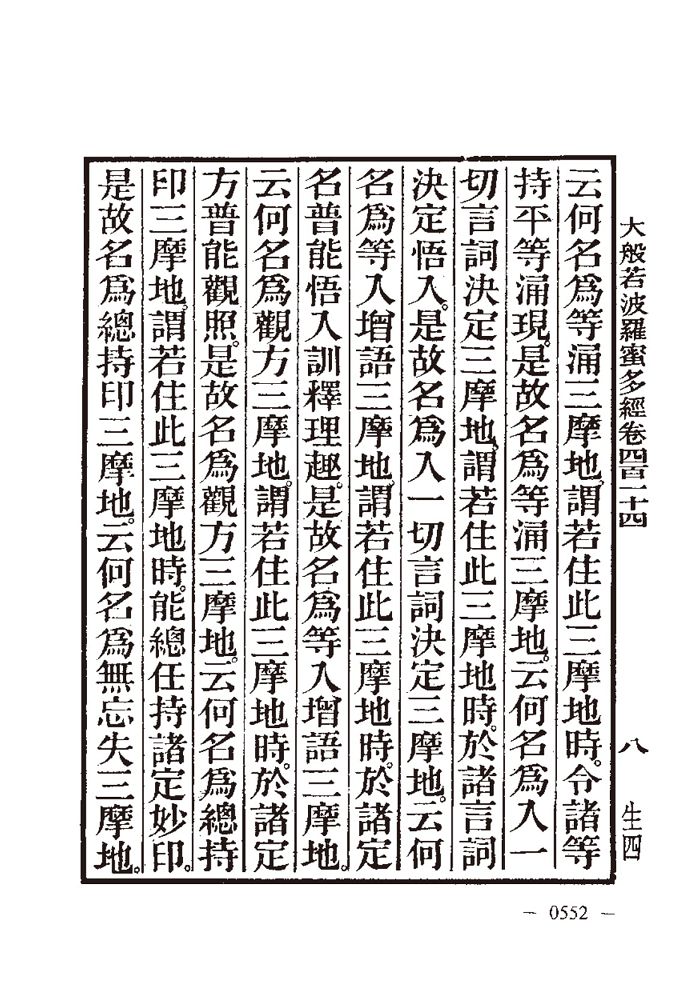 大般若波羅蜜多經卷四百二十四　八　生四
云何名爲等涌三摩地。謂若住此三摩地時。令諸等
持平等涌現。是故名爲等涌三摩地。云何名爲入一
切言詞決定三摩地。謂若住此三摩地時。於諸言詞
決定悟入。是故名爲入一切言詞決定三摩地。云何
名爲等入增語三摩地。謂若住此三摩地時。於諸定
名普能悟入訓釋理趣。是故名爲等入增語三摩地。
云何名爲觀方三摩地。謂若住此三摩地時。於諸定
方普能觀照。是故名爲觀方三摩地。云何名爲總持
印三摩地。謂若住此三摩地時。能總任持諸定妙印。
是故名爲總持印三摩地。云何名爲無忘失三摩地。
— 0552 —